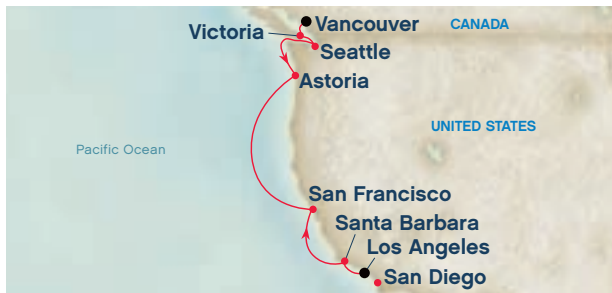 Vancouver
CANADA
Victoria
Seattle
Astoria
UNITED STATES
Pacific Ocean
San Francisco
Santa Barbara
Los Angeles
San Diego